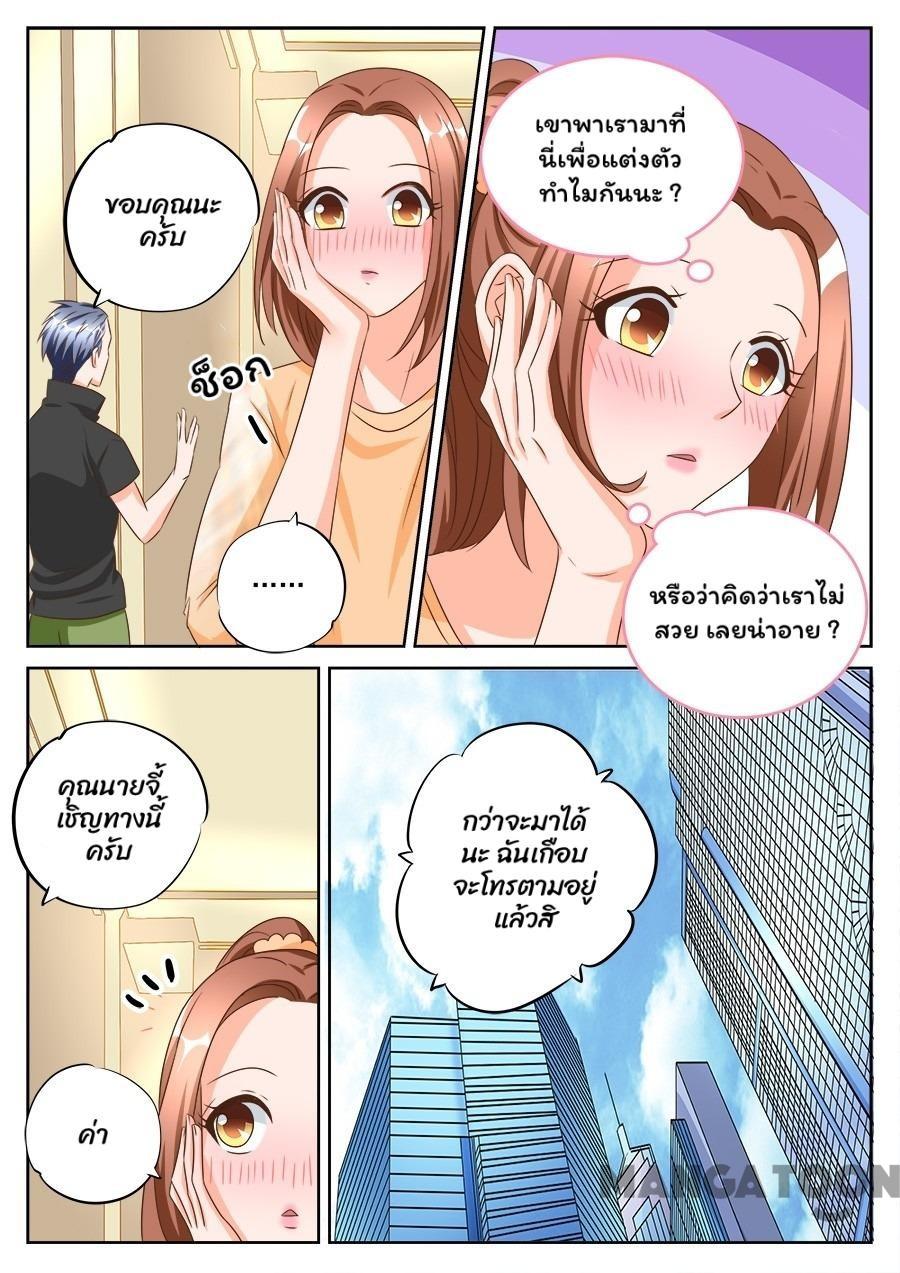 ขอบคุณนะ
ครับ
ช็อก
......
เขาพาเรามาที่
นี่เพื่อแต่งตัว
ทำไมกันนะ ?
หรือว่าคิดว่าเราไม่
สวย เลยน่าอาย ?
คุณนายจี้
เชิญทางนี้
ครับ
ค่า
กว่าจะมาได้
นะ ฉันเกือบ
จะโทรตามอยู่
แล้วสิ
MANGATOON